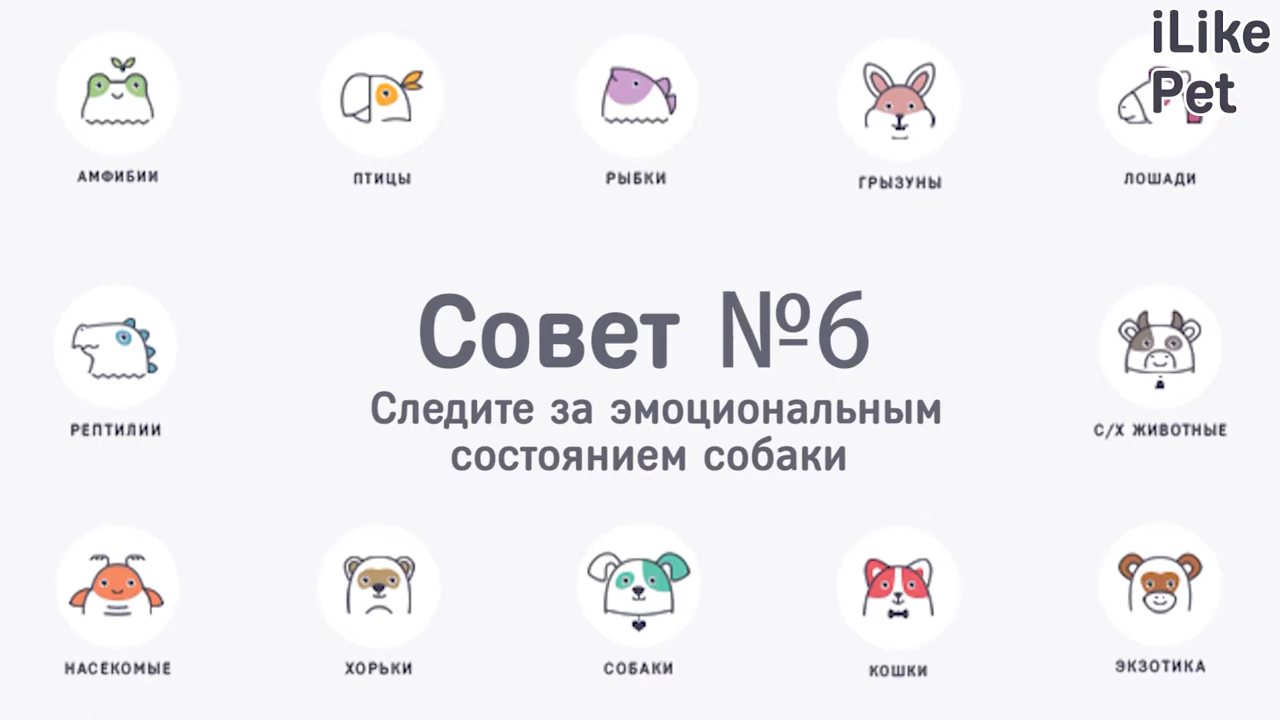 iLike
Pet
АМФИБИИ
ПТИЦЫ
РЫБКИ
ГРЫЗУНЫ
ЛОШАДИ
Совет №6
Следите за эмоциональным
состоянием собаки
РЕПТИЛИИ
С/Х ЖИВОТНЫЕ
НАСЕКОМЫЕ
ХОРЬКИ
СОБАКИ
КОШКИ
ЭКЗОТИКА